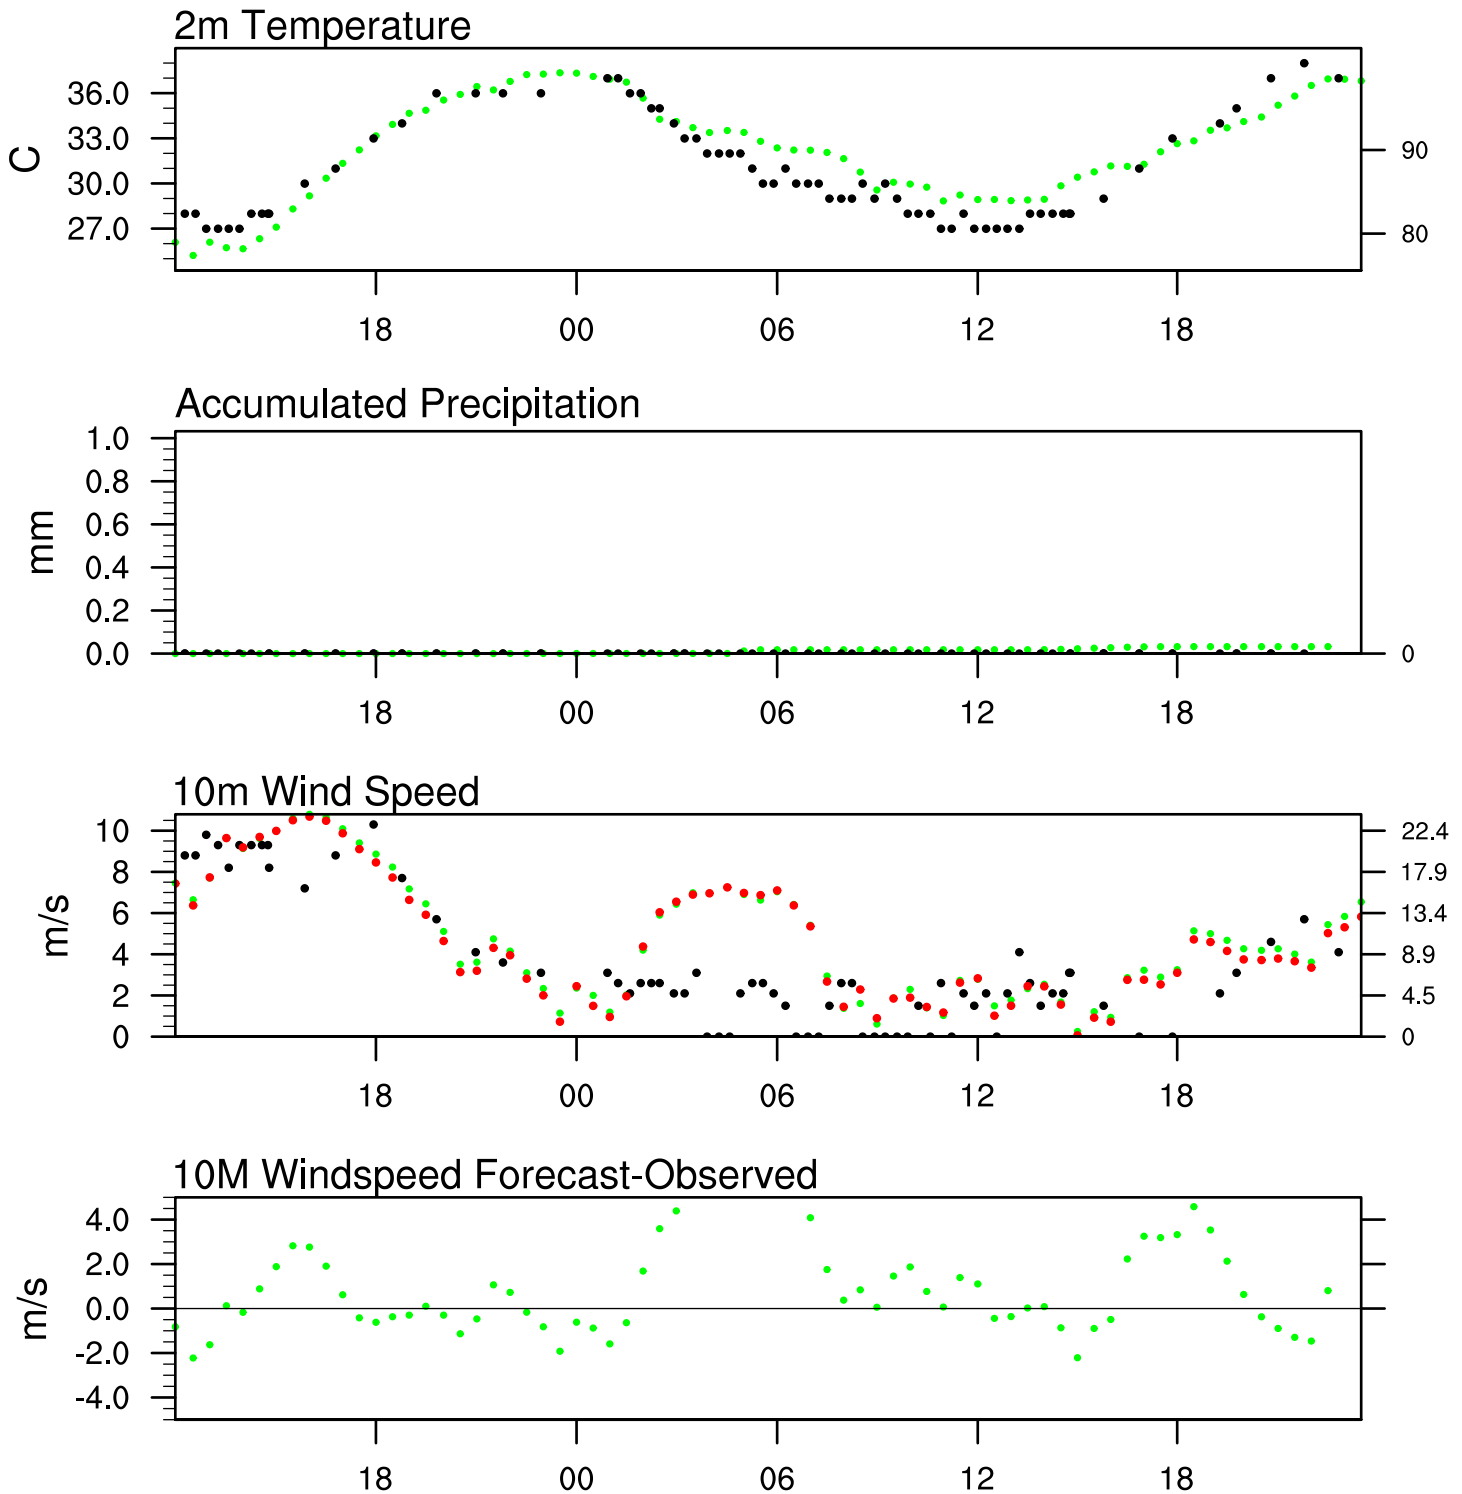 2m Temperature
36.0
33.0
30.0
27.0
C
90
80
18 00 06 12 18
Accumulated Precipitation
1.0
0.8
0.6
0.4
0.2
0.0
mm
0
18 00 06 12 18
10m Wind Speed
10
8
6
4
2
0
m/s
22.4
17.9
13.4
8.9
4.5
0
18 00 06 12 18
10M Windspeed Forecast-Observed
4.0
2.0
0.0
-2.0
-4.0
m/s
18 00 06 12 18